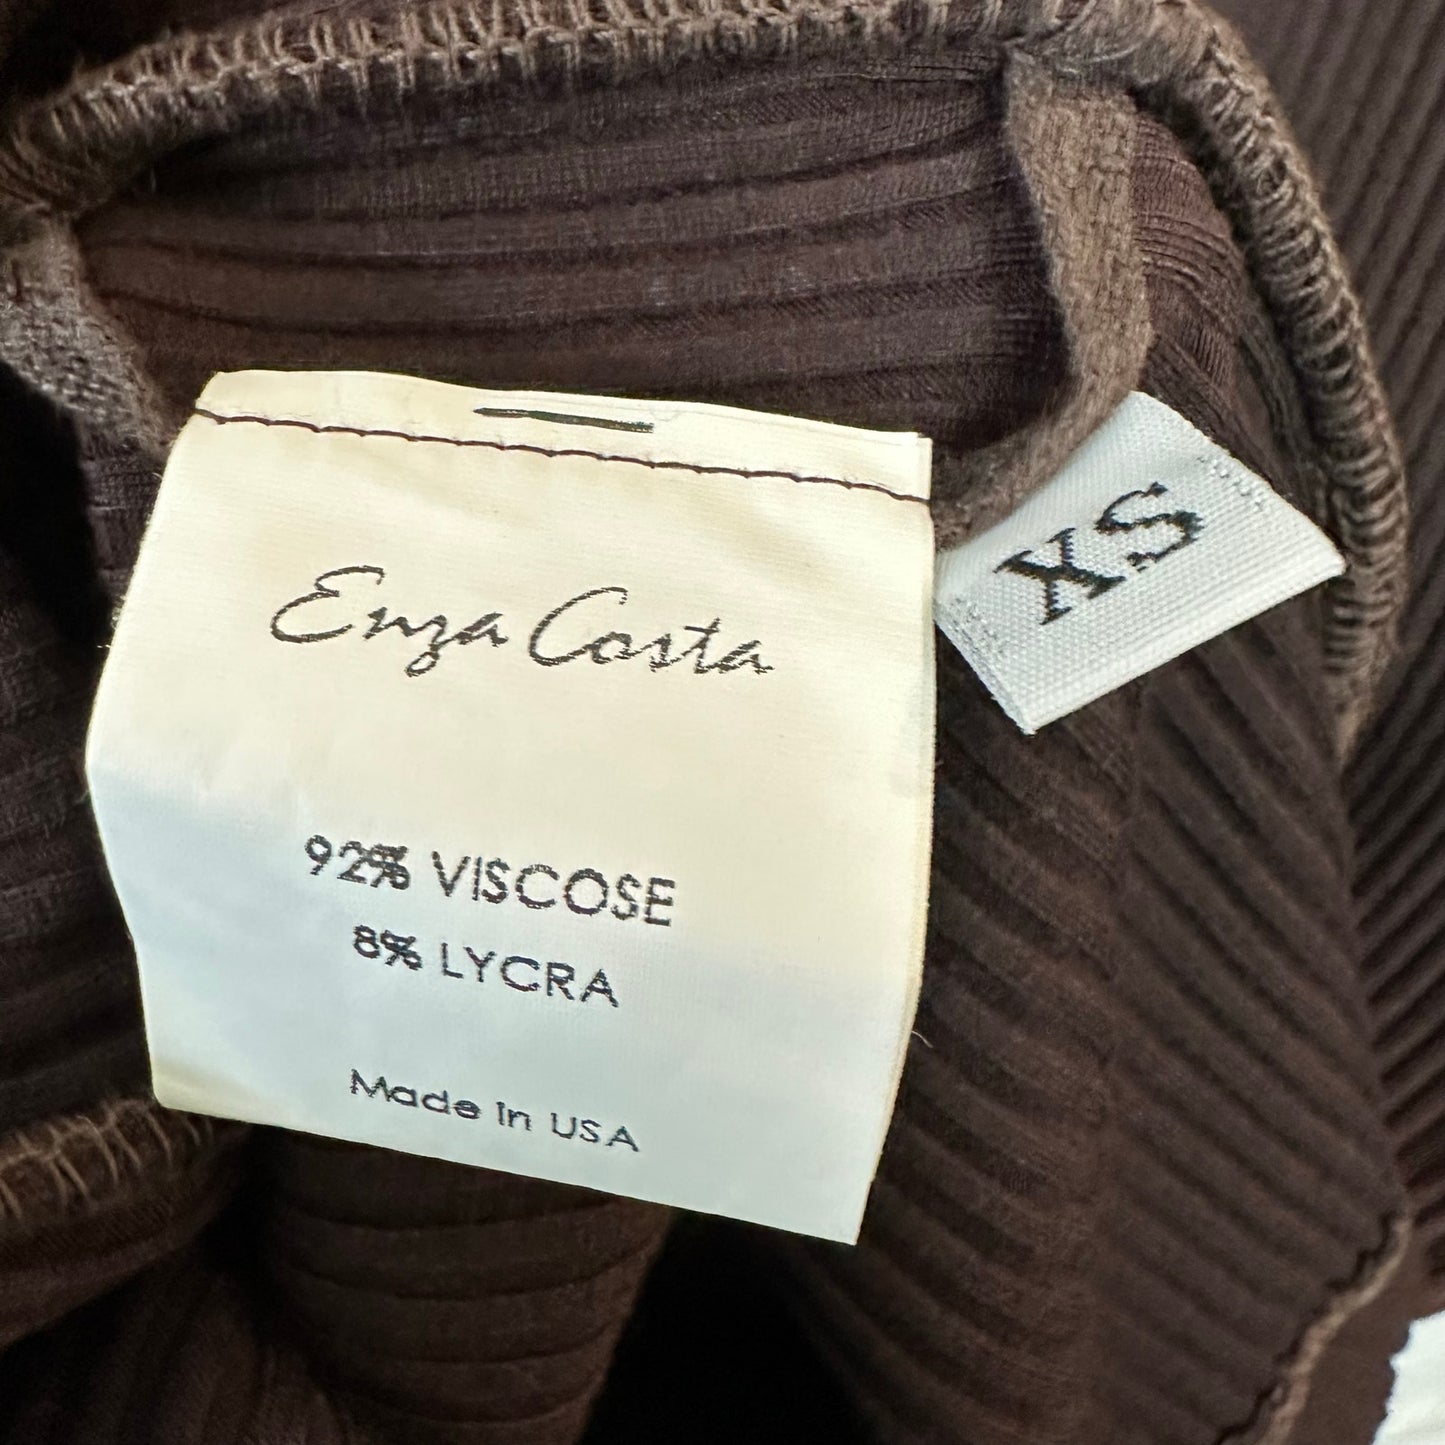 Enza Costa
XS
92% VISCOSE
8% LYCRA
Made in USA